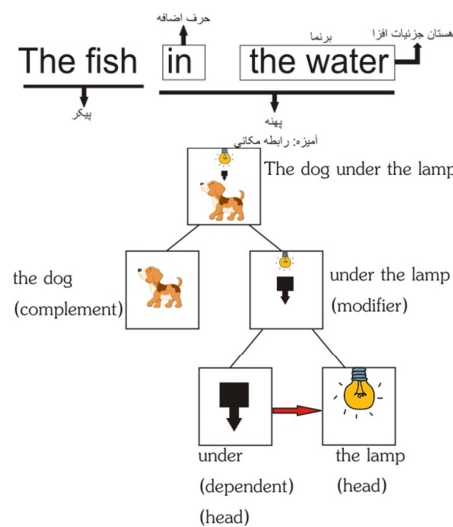 حرف اضافه
برنما
هستان جزئیات افزا
The fish in the water
پیکر
پهنه
آمیزه: رابطه مکانی
The dog under the lamp
the dog
(complement)
under the lamp
(modifier)
under
(dependent)
(head)
the lamp
(head)